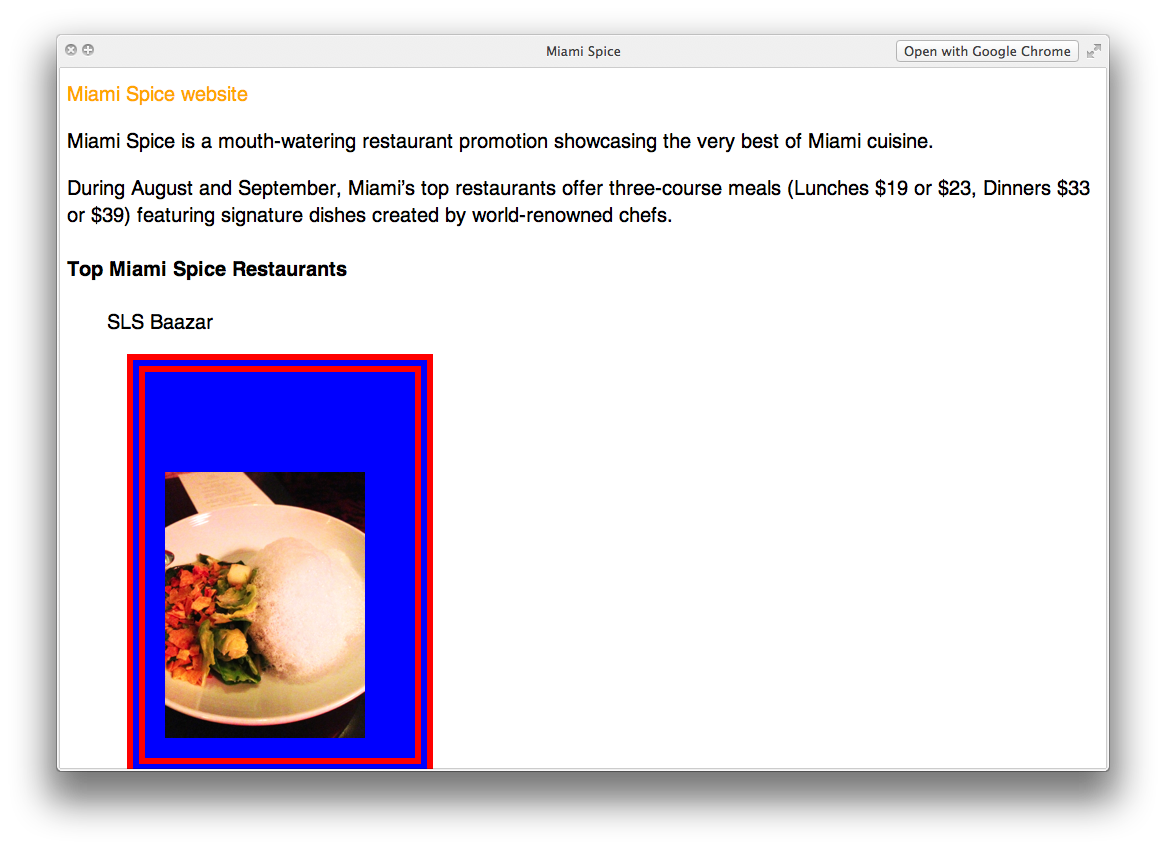 Miami Spice
Open with Google Chrome
Miami Spice website
Miami Spice is a mouth-watering restaurant promotion showcasing the very best of Miami cuisine.
During August and September, Miami’s top restaurants offer three-course meals (Lunches $19 or $23, Dinners $33
or $39) featuring signature dishes created by world-renowned chefs.
Top Miami Spice Restaurants
SLS Baazar